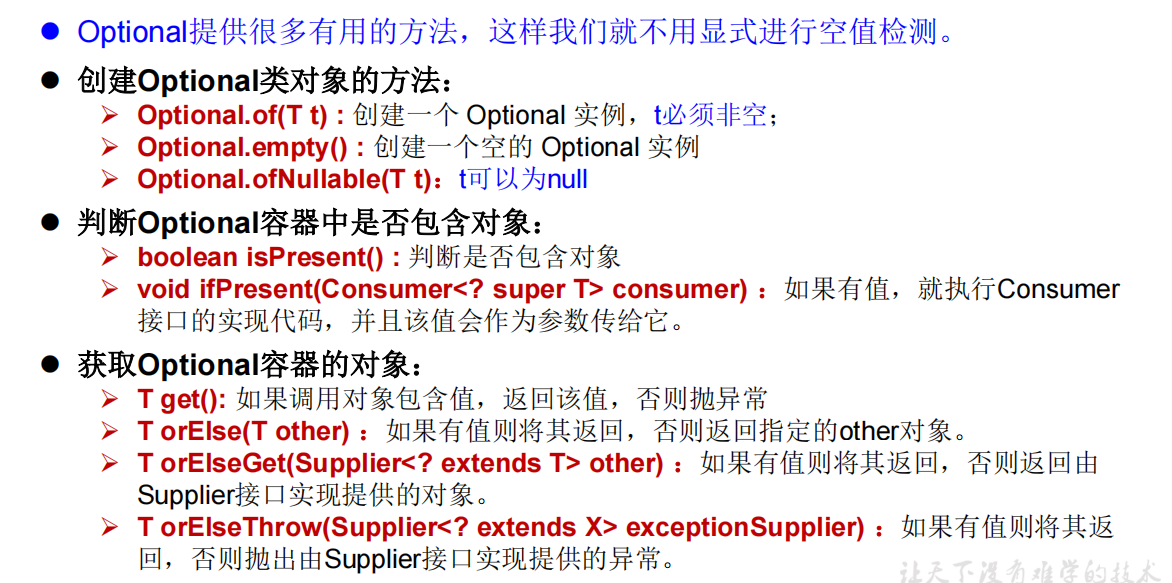 Optional提供很多有用的方法，这样我们就不用显式进行空值检测。
创建Optional类对象的方法：
Optional.of(T t) : 创建一个 Optional 实例，t必须非空；
Optional.empty() : 创建一个空的 Optional 实例
Optional.ofNullable(T t)：t可以为null
判断Optional容器中是否包含对象：
boolean isPresent() : 判断是否包含对象
void ifPresent(Consumer<? super T> consumer) ：如果有值，就执行Consumer
接口的实现代码，并且该值会作为参数传给它。
获取Optional容器的对象：
T get(): 如果调用对象包含值，返回该值，否则抛异常
T orElse(T other) ：如果有值则将其返回，否则返回指定的other对象。
T orElseGet(Supplier<? extends T> other) ：如果有值则将其返回，否则返回由
Supplier接口实现提供的对象。
T orElseThrow(Supplier<? extends X> exceptionSupplier) ：如果有值则将其返
回，否则抛出由Supplier接口实现提供的异常。
让天下没有难学的技术